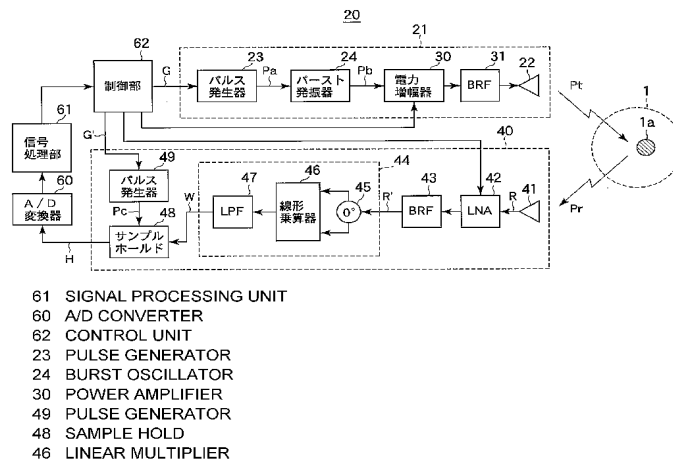 20
21
62
23
24
30
31
22
制御部
G
パルス
発生器
Pa
バースト
発振器
Pb
電力
増幅器
BRF
Pt
1
1a
61
信号
処理部
G'
40
49
パルス
発生器
44
46
47
45
43
42
41
60
A/D
変換器
Pc
48
W
LPF
線形
乗算器
0°
R'
BRF
LNA
R
Pr
サンプル
ホールド
H
61 SIGNAL PROCESSING UNIT
60 A/D CONVERTER
62 CONTROL UNIT
23 PULSE GENERATOR
24 BURST OSCILLATOR
30 POWER AMPLIFIER
49 PULSE GENERATOR
48 SAMPLE HOLD
46 LINEAR MULTIPLIER